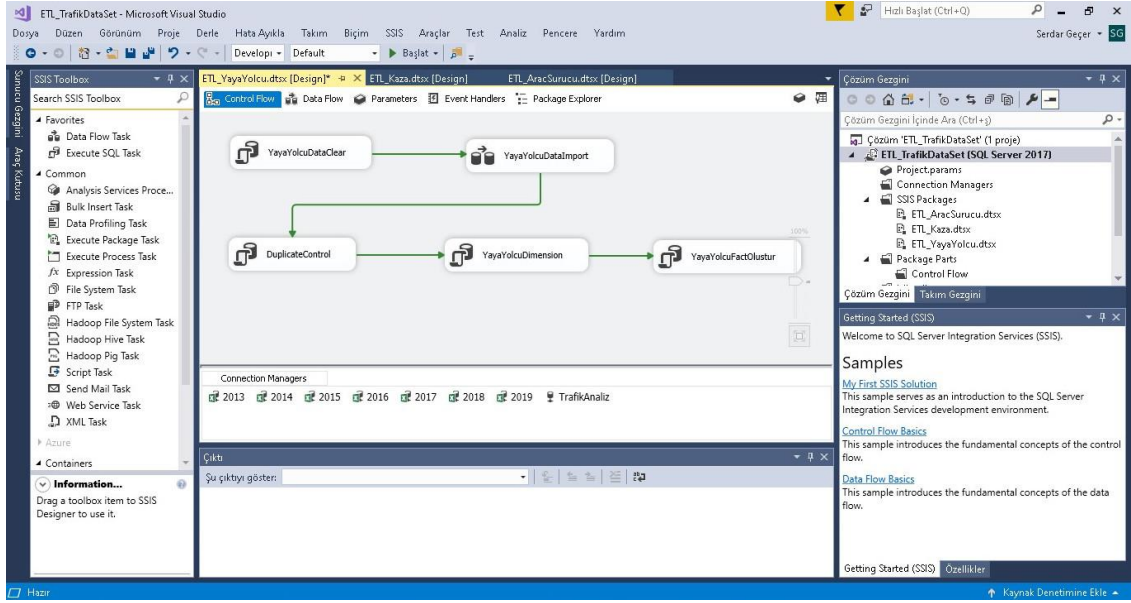 ETL_TrafikDataSet - Microsoft Visual Studio
Hızlı Başlat (Ctrl+Q)
Dosya Düzen Görünüm Proje Derle Hata Ayıkla Takım Biçim SSIS Araçlar Test Analiz Pencere Yardım
Serdar Geçer SG
Developı Default Başlat
Sunucu Gezgini
Araç Kutusu
SSIS Toolbox
Search SSIS Toolbox
Favorites
Data Flow Task
Execute SQL Task
Common
Analysis Services Proce...
Bulk Insert Task
Data Profiling Task
Execute Package Task
Execute Process Task
Expression Task
File System Task
FTP Task
Hadoop File System Task
Hadoop Hive Task
Hadoop Pig Task
Script Task
Send Mail Task
Web Service Task
XML Task
Azure
Containers
Information...
Drag a toolbox item to SSIS
Designer to use it.
ETL_YayaYolcu.dtsx [Design]* ETL_Kaza.dtsx [Design] ETL_AracSurucu.dtsx [Design]
Control Flow Data Flow Parameters Event Handlers Package Explorer
YayaYolcuDataClear
YayaYolcuDataImport
DuplicateControl
YayaYolcuDimension
YayaYolcuFactOlustur
100%
Connection Managers
2013 2014 2015 2016 2017 2018 2019 TrafikAnaliz
Çıktı
Şu çıktıyı göster:
Çözüm Gezgini
Çözüm Gezgini İçinde Ara (Ctrl+ş)
Çözüm 'ETL_TrafikDataSet' (1 proje)
ETL_TrafikDataSet (SQL Server 2017)
Project.params
Connection Managers
SSIS Packages
ETL_AracSurucu.dtsx
ETL_Kaza.dtsx
ETL_YayaYolcu.dtsx
Package Parts
Control Flow
Çözüm Gezgini Takım Gezgini
Getting Started (SSIS)
Welcome to SQL Server Integration Services (SSIS).
Samples
My First SSIS Solution
This sample serves as an introduction to the SQL Server
Integration Services development environment.
Control Flow Basics
This sample introduces the fundamental concepts of the control
flow.
Data Flow Basics
This sample introduces the fundamental concepts of the data
flow.
Getting Started (SSIS) Özellikler
Hazır
Kaynak Denetimine Ekle